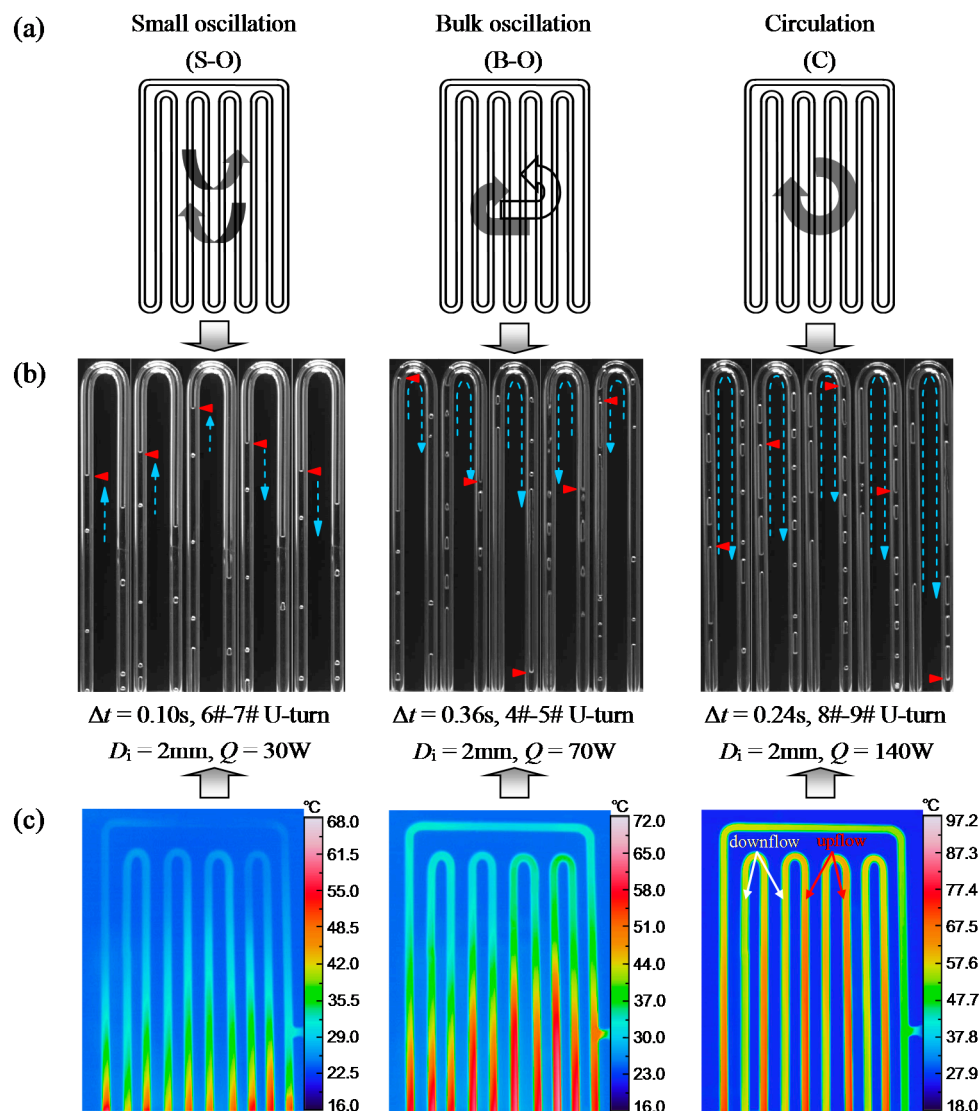 (a)
Small oscillation
(S-O)
Bulk oscillation
(B-O)
Circulation
(C)
(b)
Δt = 0.10s, 6#-7# U-turn
Di = 2mm, Q = 30W
Δt = 0.36s, 4#-5# U-turn
Di = 2mm, Q = 70W
Δt = 0.24s, 8#-9# U-turn
Di = 2mm, Q = 140W
(c)
℃
68.0
61.5
55.0
48.5
42.0
35.5
29.0
22.5
16.0
℃
72.0
65.0
58.0
51.0
44.0
37.0
30.0
23.0
16.0
downflow
upflow
℃
97.2
87.3
77.4
67.5
57.6
47.7
37.8
27.9
18.0